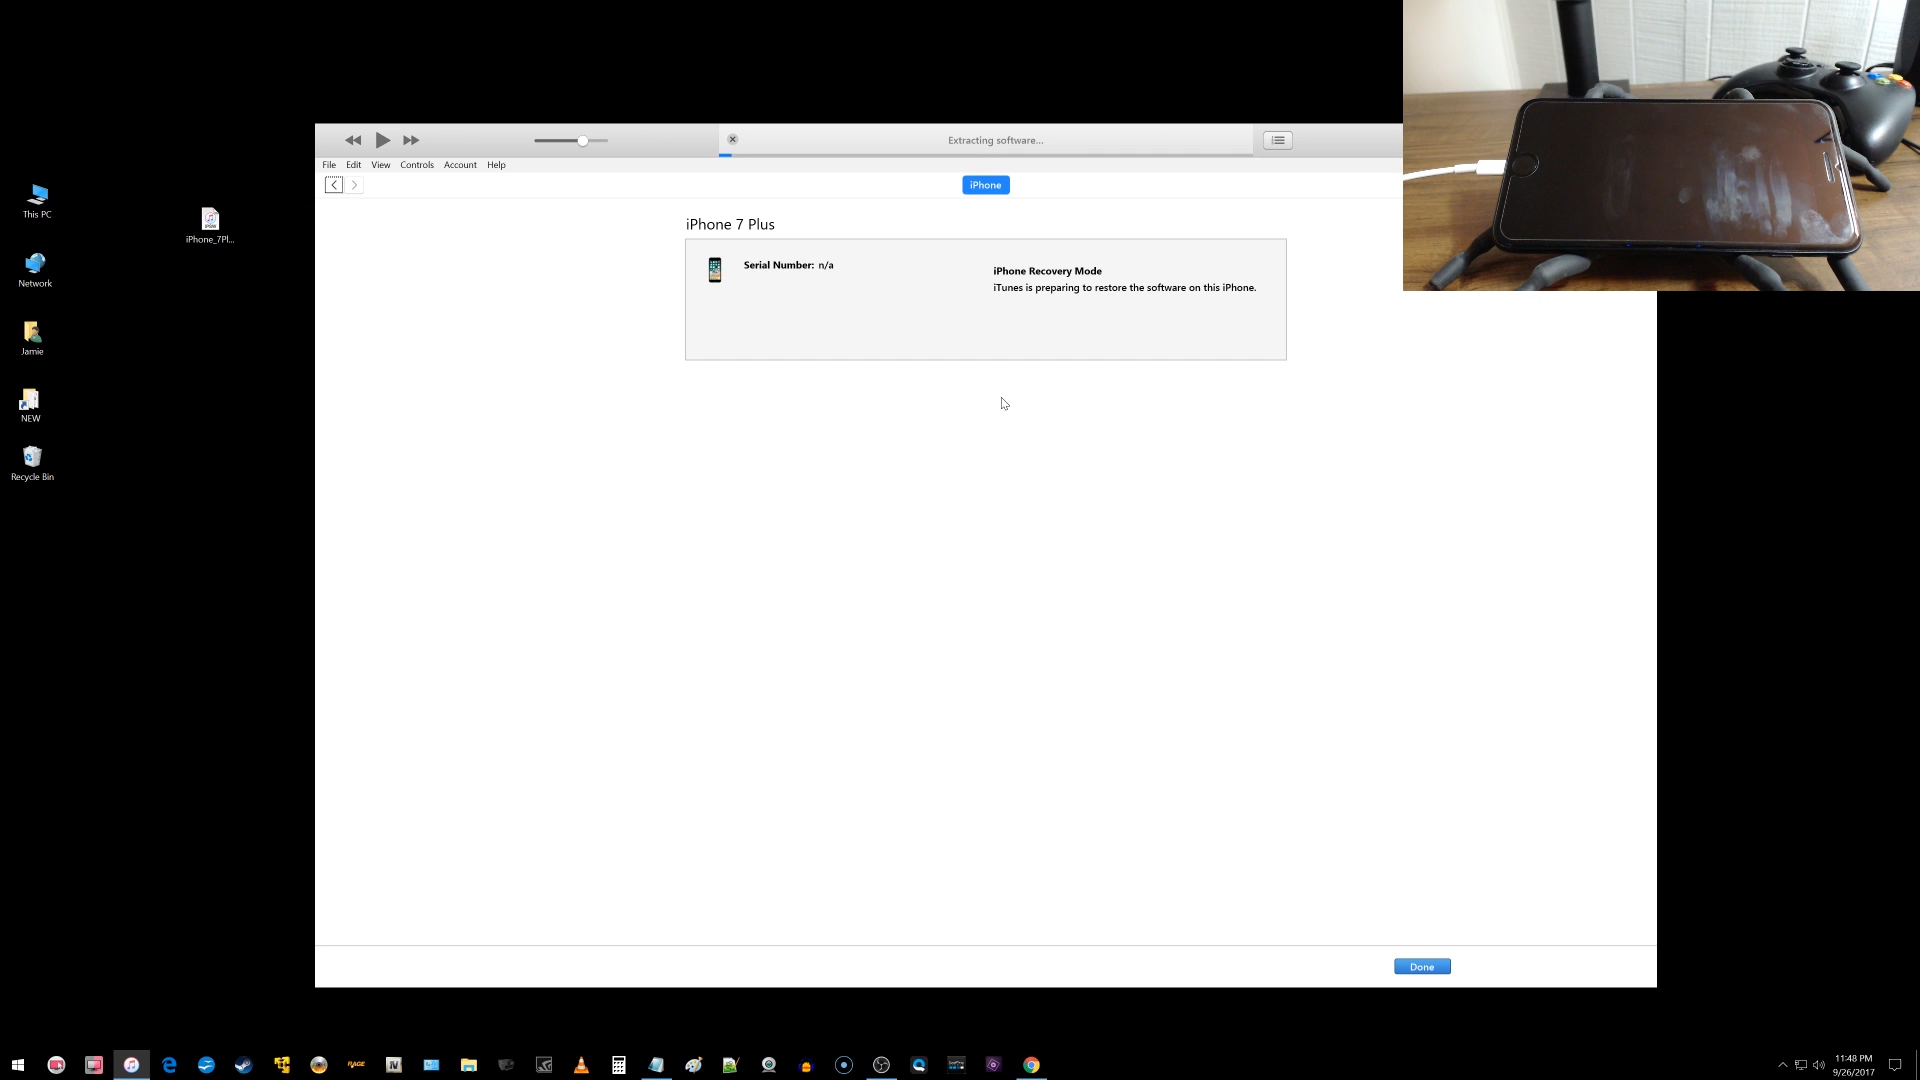 Extracting software...
File Edit View Controls Account Help
iPhone
iPhone 7 Plus
Serial Number: n/a
iPhone Recovery Mode
iTunes is preparing to restore the software on this iPhone.
This PC
iPhone_7Pl...
Network
Jamie
NEW
Recycle Bin
Done
RAGE
11:48 PM
9/26/2017